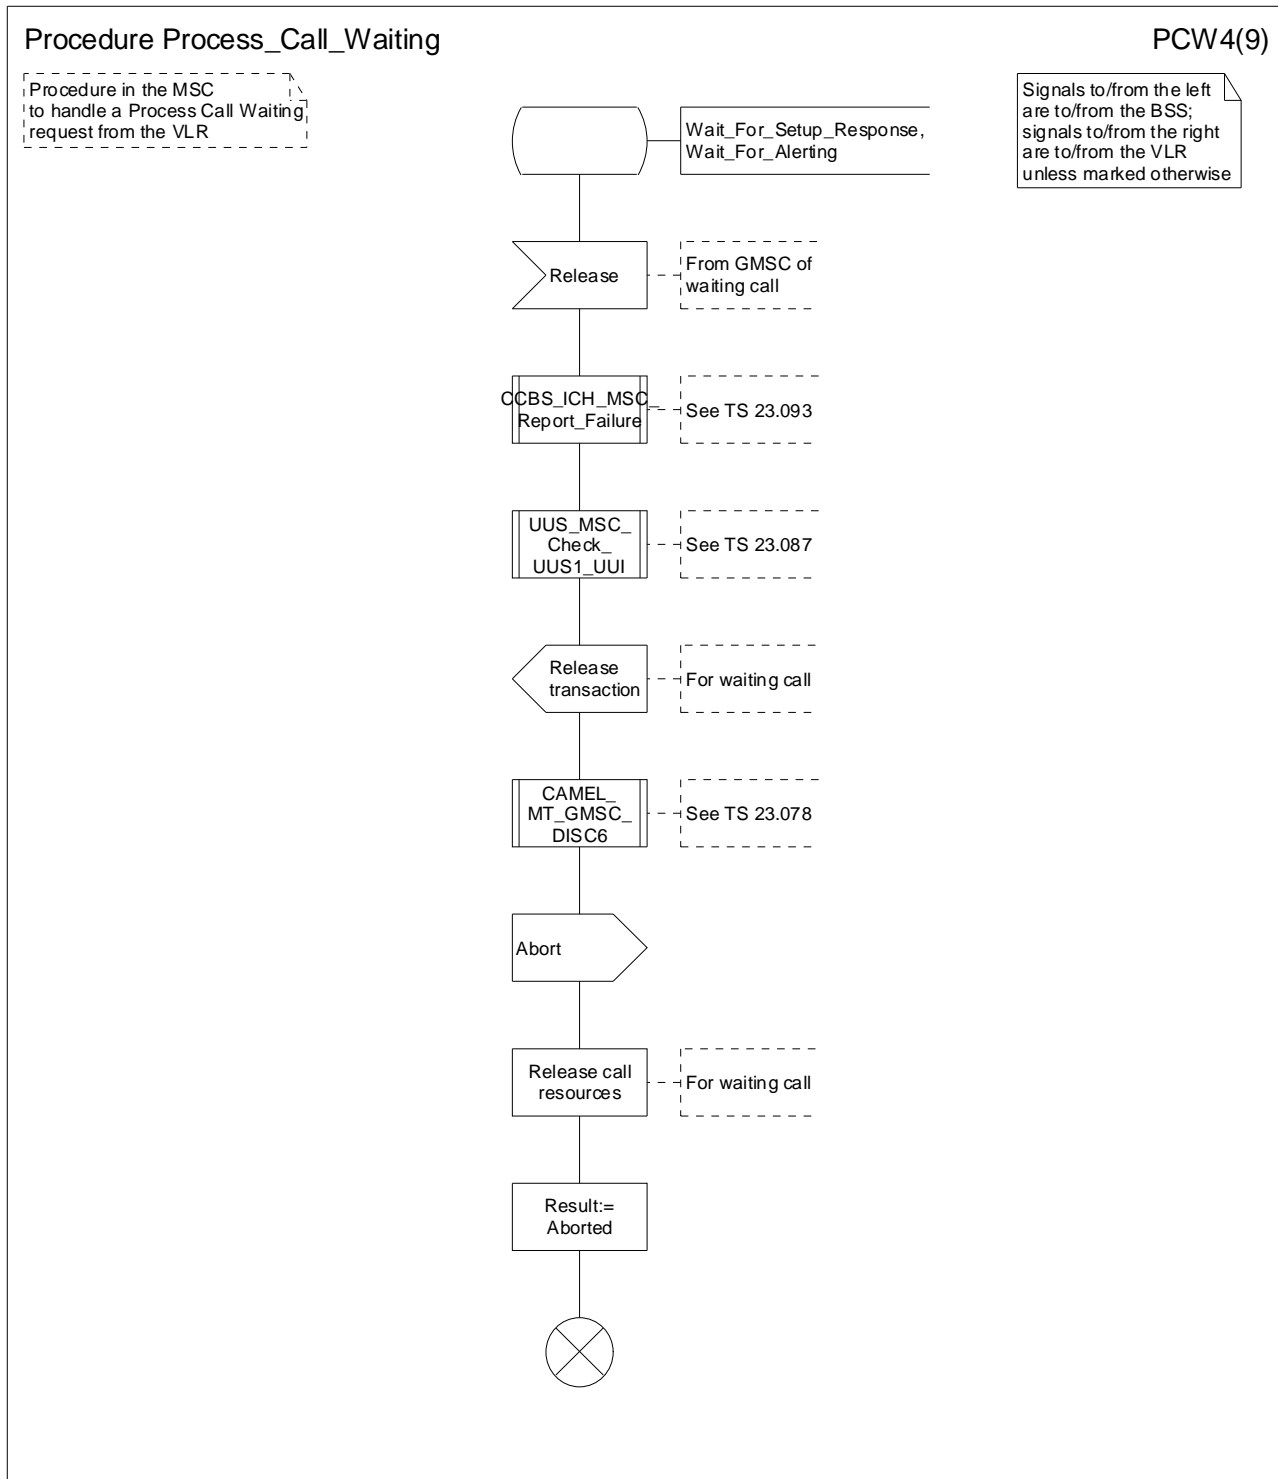 Procedure Process_Call_Waiting
PCW4(9)
Procedure in the MSC
to handle a Process Call Waiting
request from the VLR
Signals to/from the left
are to/from the BSS;
signals to/from the right
are to/from the VLR
unless marked otherwise
Wait_For_Setup_Response,
Wait_For_Alerting
Release
From GMSC of
waiting call
CCBS_ICH_MSC_
Report_Failure
See TS 23.093
UUS_MSC_
Check_
UUS1_UUI
See TS 23.087
Release
transaction
For waiting call
CAMEL_
MT_GMSC_
DISC6
See TS 23.078
Abort
Release call
resources
For waiting call
Result:=
Aborted